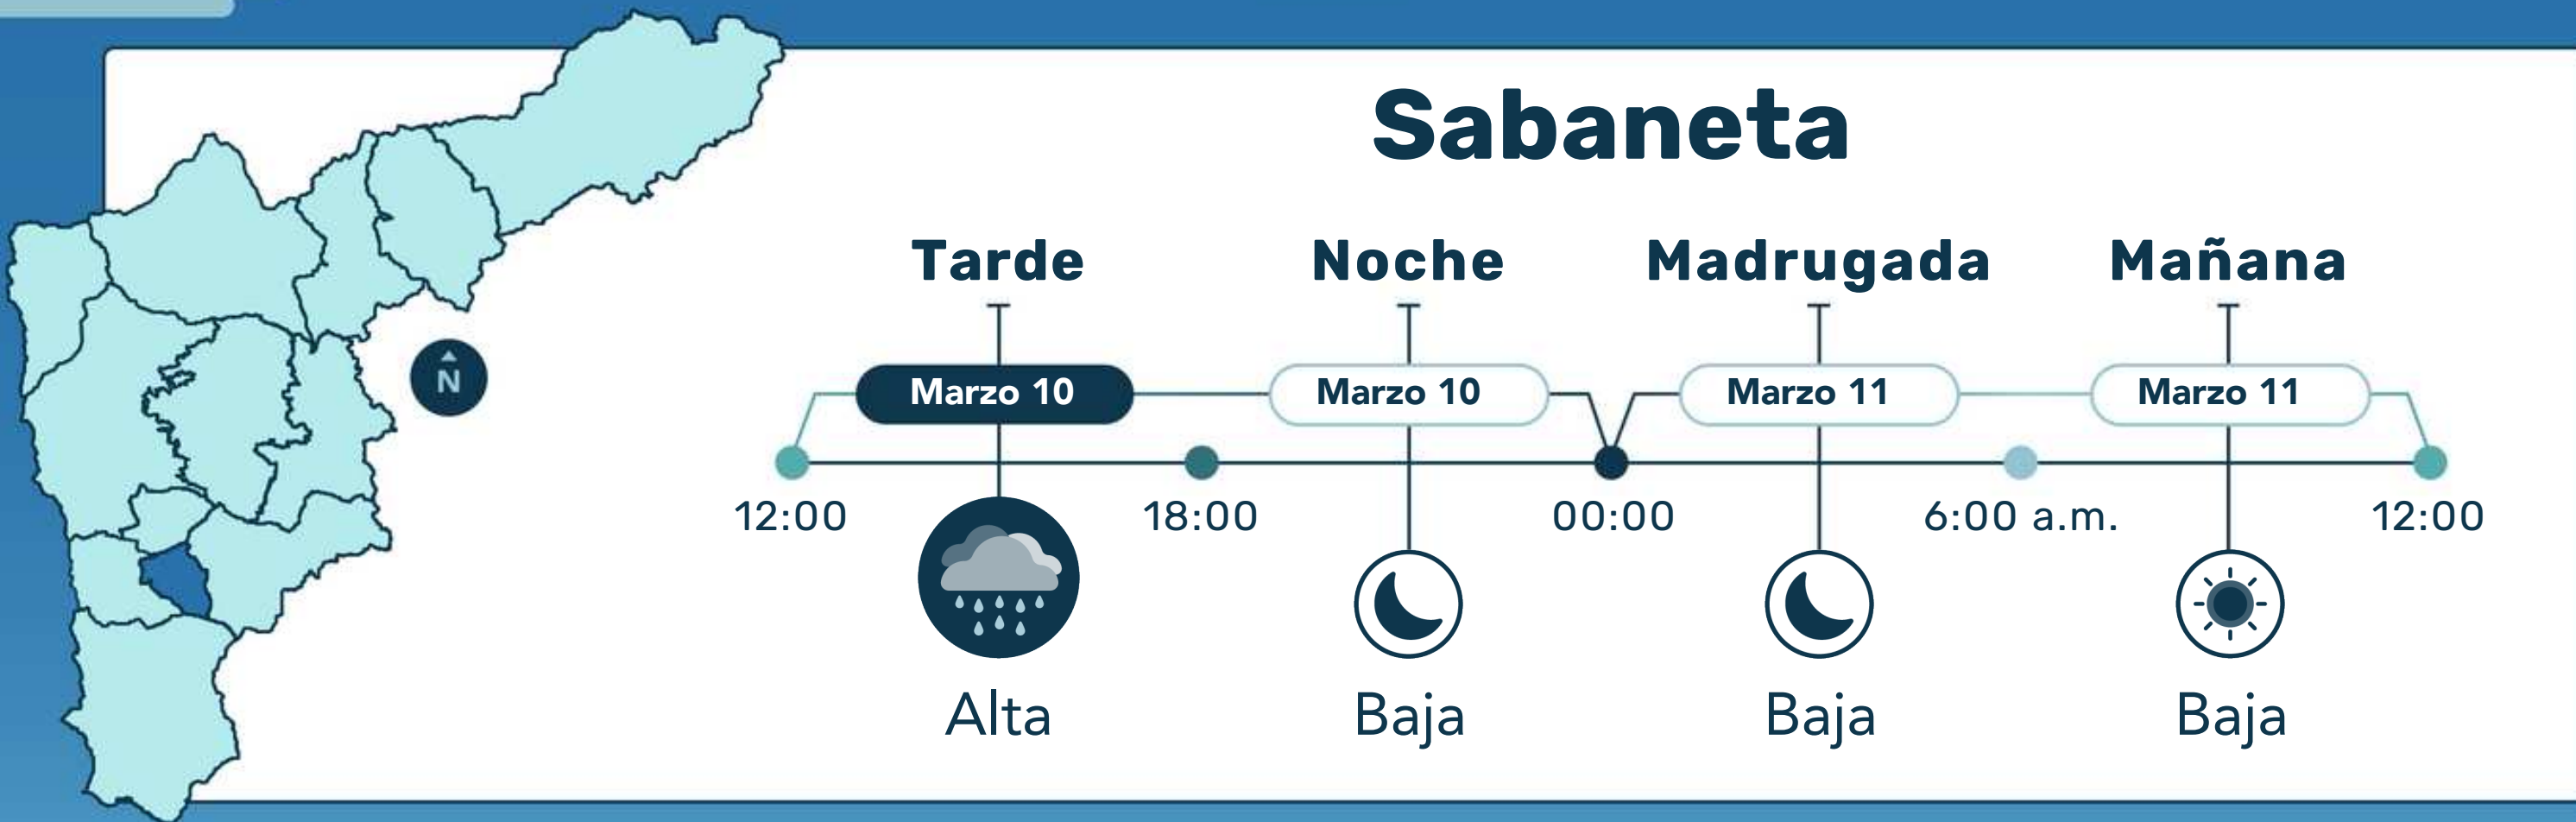 Sabaneta
Tarde Noche Madrugada Mañana
Marzo 10 Marzo 10 Marzo 11 Marzo 11
N
12:00 18:00 00:00 6:00 a.m. 12:00
Alta Baja Baja Baja